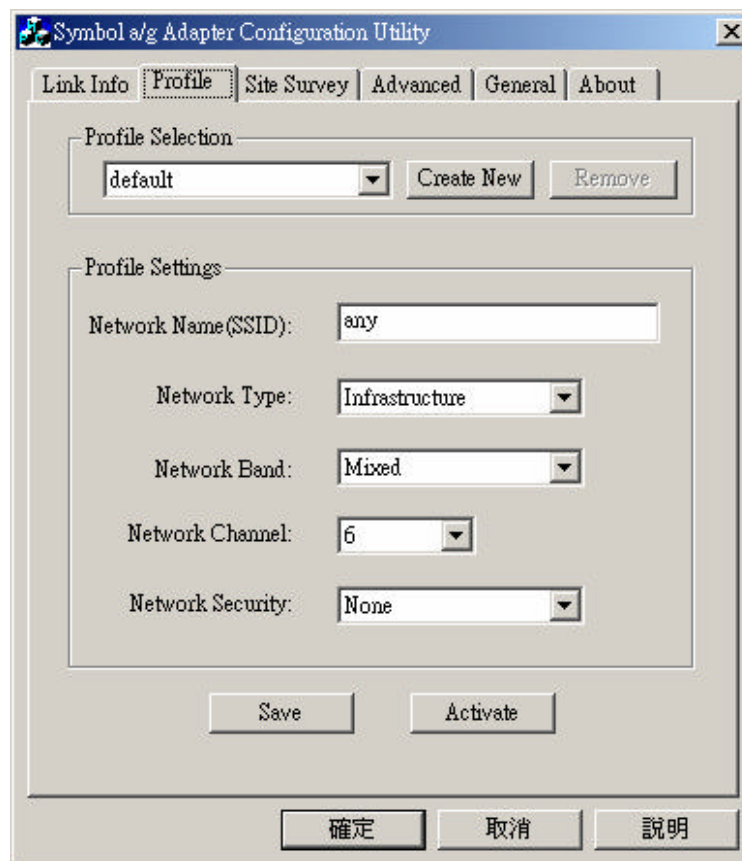 Symbol a/g Adapter Configuration Utility
Link Info Profile Site Survey Advanced General About
Profile Selection
default Create New Remove
Profile Settings
Network Name(SSID): any
Network Type: Infrastructure
Network Band: Mixed
Network Channel: 6
Network Security: None
Save Activate
確定 取消 說明